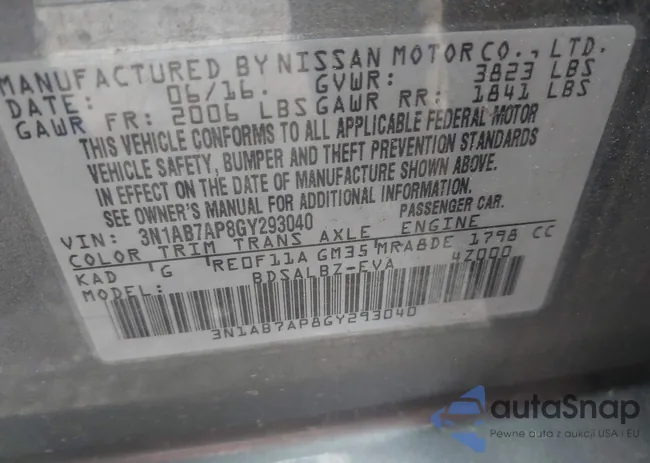 MANUFACTURED BY NISSAN MOTOR CO., LTD.
DATE: 06/16. GVWR: 3823 LBS
GAWR FR: 2006 LBS GAWR RR: 1841 LBS
THIS VEHICLE CONFORMS TO ALL APPLICABLE FEDERAL MOTOR
VEHICLE SAFETY, BUMPER AND THEFT PREVENTION STANDARDS
IN EFFECT ON THE DATE OF MANUFACTURE SHOWN ABOVE.
SEE OWNER'S MANUAL FOR ADDITIONAL INFORMATION.
VIN: 3N1AB7AP8GY293040 PASSENGER CAR.
COLOR TRIM TRANS AXLE ENGINE
KAD G RE0F11A GM35 MRA8DE 1798 CC
MODEL: BDSALBZ-EVA 4Z000
3N1AB7AP8GY293040
autoSnap
Pewne auta z aukcji USA i EU